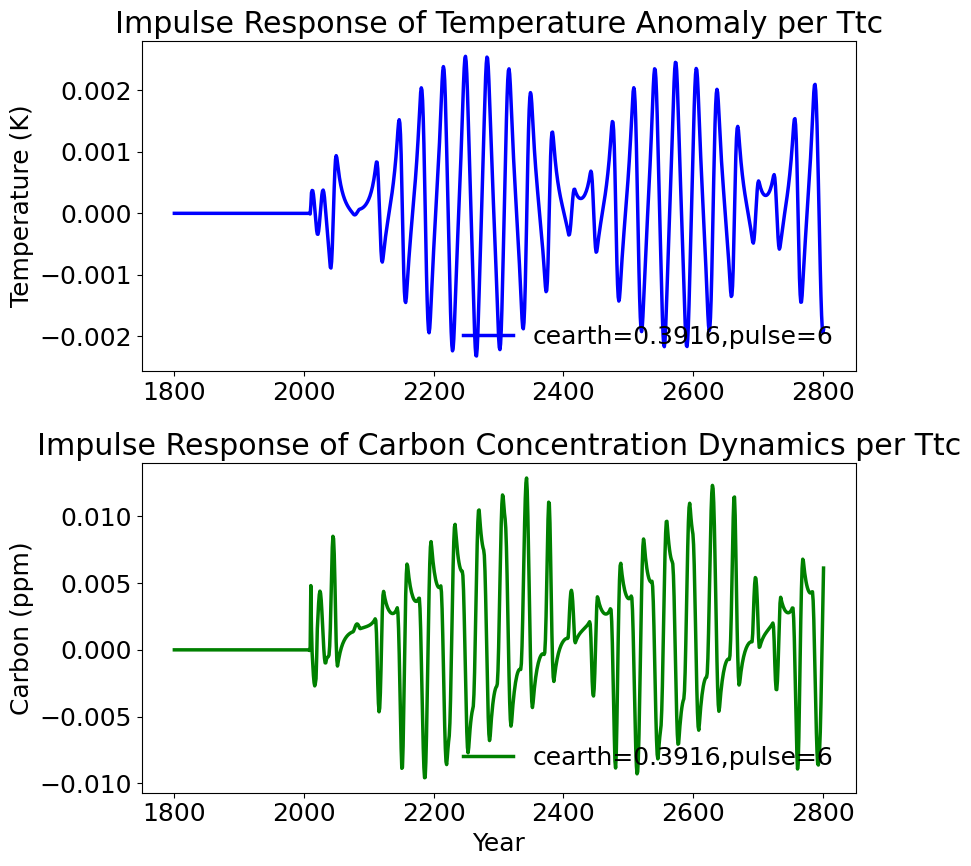 Impulse Response of Temperature Anomaly per Ttc
Temperature (K)
0.002
0.001
0.000
−0.001
−0.002
cearth=0.3916,pulse=6
1800 2000 2200 2400 2600 2800
Impulse Response of Carbon Concentration Dynamics per Ttc
Carbon (ppm)
0.010
0.005
0.000
−0.005
−0.010
cearth=0.3916,pulse=6
1800 2000 2200 2400 2600 2800
Year